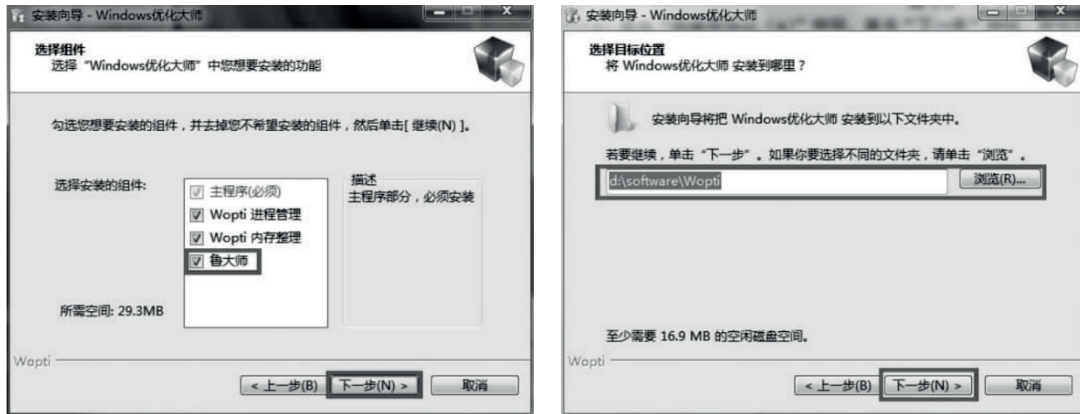 安装向导 - Windows优化大师
选择组件
选择 “Windows优化大师” 中您想要安装的功能
勾选您想要安装的组件，并去掉您不希望安装的组件，然后单击[ 继续(N) ]。
选择安装的组件:
主程序(必须)
Wopti 进程管理
Wopti 内存整理
鲁大师
描述
主程序部分，必须安装
所需空间: 29.3MB
Wopti
< 上一步(B)
下一步(N) >
取消
安装向导 - Windows优化大师
选择目标位置
将 Windows优化大师 安装到哪里？
安装向导将把 Windows优化大师 安装到以下文件夹中。
若要继续，单击 “下一步” 。如果你要选择不同的文件夹，请单击 “浏览” 。
d:\software\Wopti
浏览(R)...
至少需要 16.9 MB 的空闲磁盘空间。
Wopti
< 上一步(B)
下一步(N) >
取消